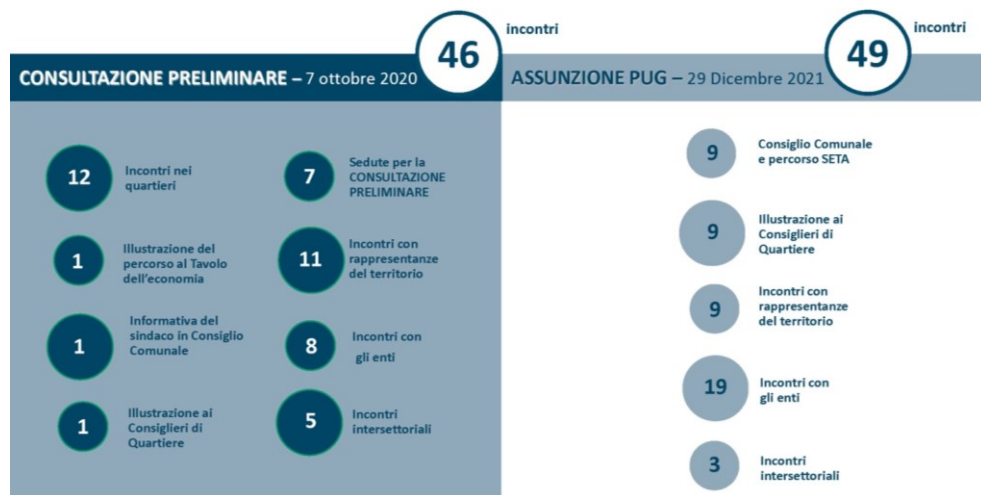 46
incontri
CONSULTAZIONE PRELIMINARE – 7 ottobre 2020
12
Incontri nei
quartieri
1
Illustrazione del
percorso al Tavolo
dell'economia
1
Informativa del
sindaco in Consiglio
Comunale
1
Illustrazione ai
Consiglieri di
Quartiere
7
Sedute per la
CONSULTAZIONE
PRELIMINARE
11
Incontri con
rappresentanze
del territorio
8
Incontri con
gli enti
5
Incontri
intersettoriali
49
incontri
ASSUNZIONE PUG – 29 Dicembre 2021
9
Consiglio Comunale
e percorso SETA
9
Illustrazione ai
Consiglieri di
Quartiere
9
Incontri con
rappresentanze
del territorio
19
Incontri con
gli enti
3
Incontri
intersettoriali